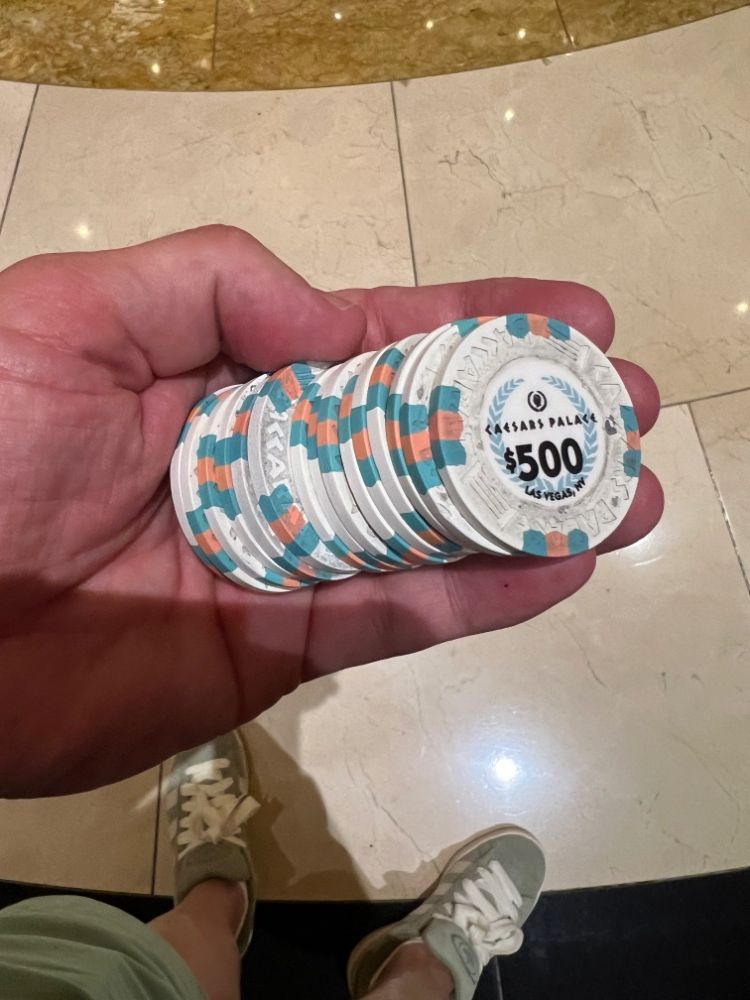 CAESARS PALACE
$500
LAS VEGAS, NV